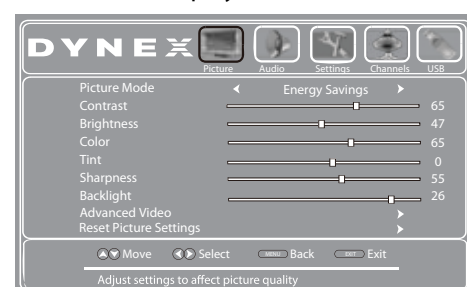 DYNEX
Picture Audio Settings Channels USB
Picture Mode Energy Savings
Contrast 65
Brightness 47
Color 65
Tint 0
Sharpness 55
Backlight 26
Advanced Video
Reset Picture Settings
Move Select MENU Back EXIT Exit
Adjust settings to affect picture quality